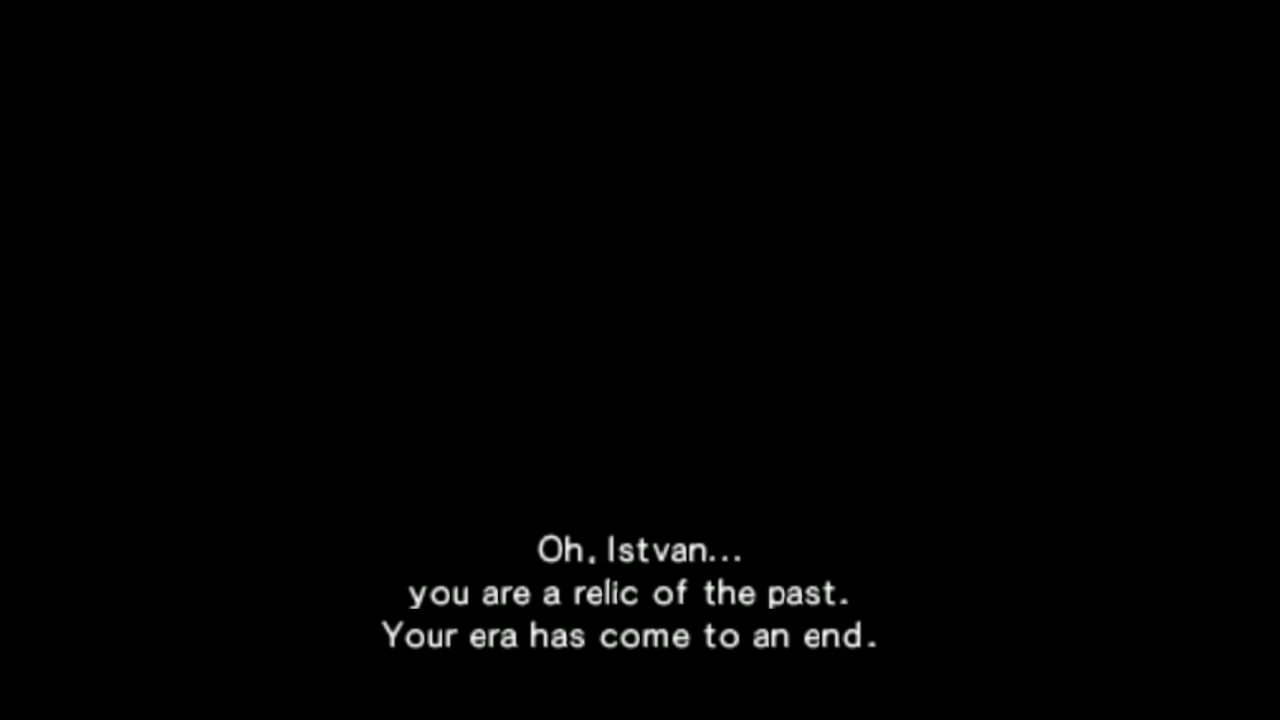 Oh, Istvan...
you are a relic of the past.
Your era has come to an end.